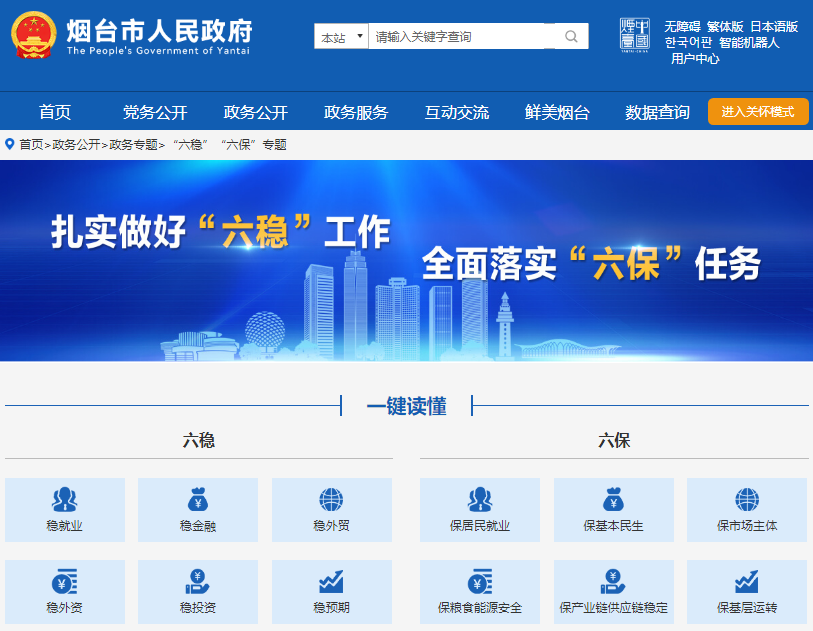 烟台市人民政府
The People's Government of Yantai
本站 请输入关键字查询
YANTAI·CHINA
无障碍 繁体版 日本语版
한국어판 智能机器人
用户中心
首页 党务公开 政务公开 政务服务 互动交流 鲜美烟台 数据查询 进入关怀模式
首页>政务公开>政务专题>“六稳”“六保”专题
扎实做好“六稳”工作
全面落实“六保”任务
一键读懂
六稳 六保
稳就业 稳金融 稳外贸 保居民就业 保基本民生 保市场主体
稳外资 稳投资 稳预期 保粮食能源安全 保产业链供应链稳定 保基层运转